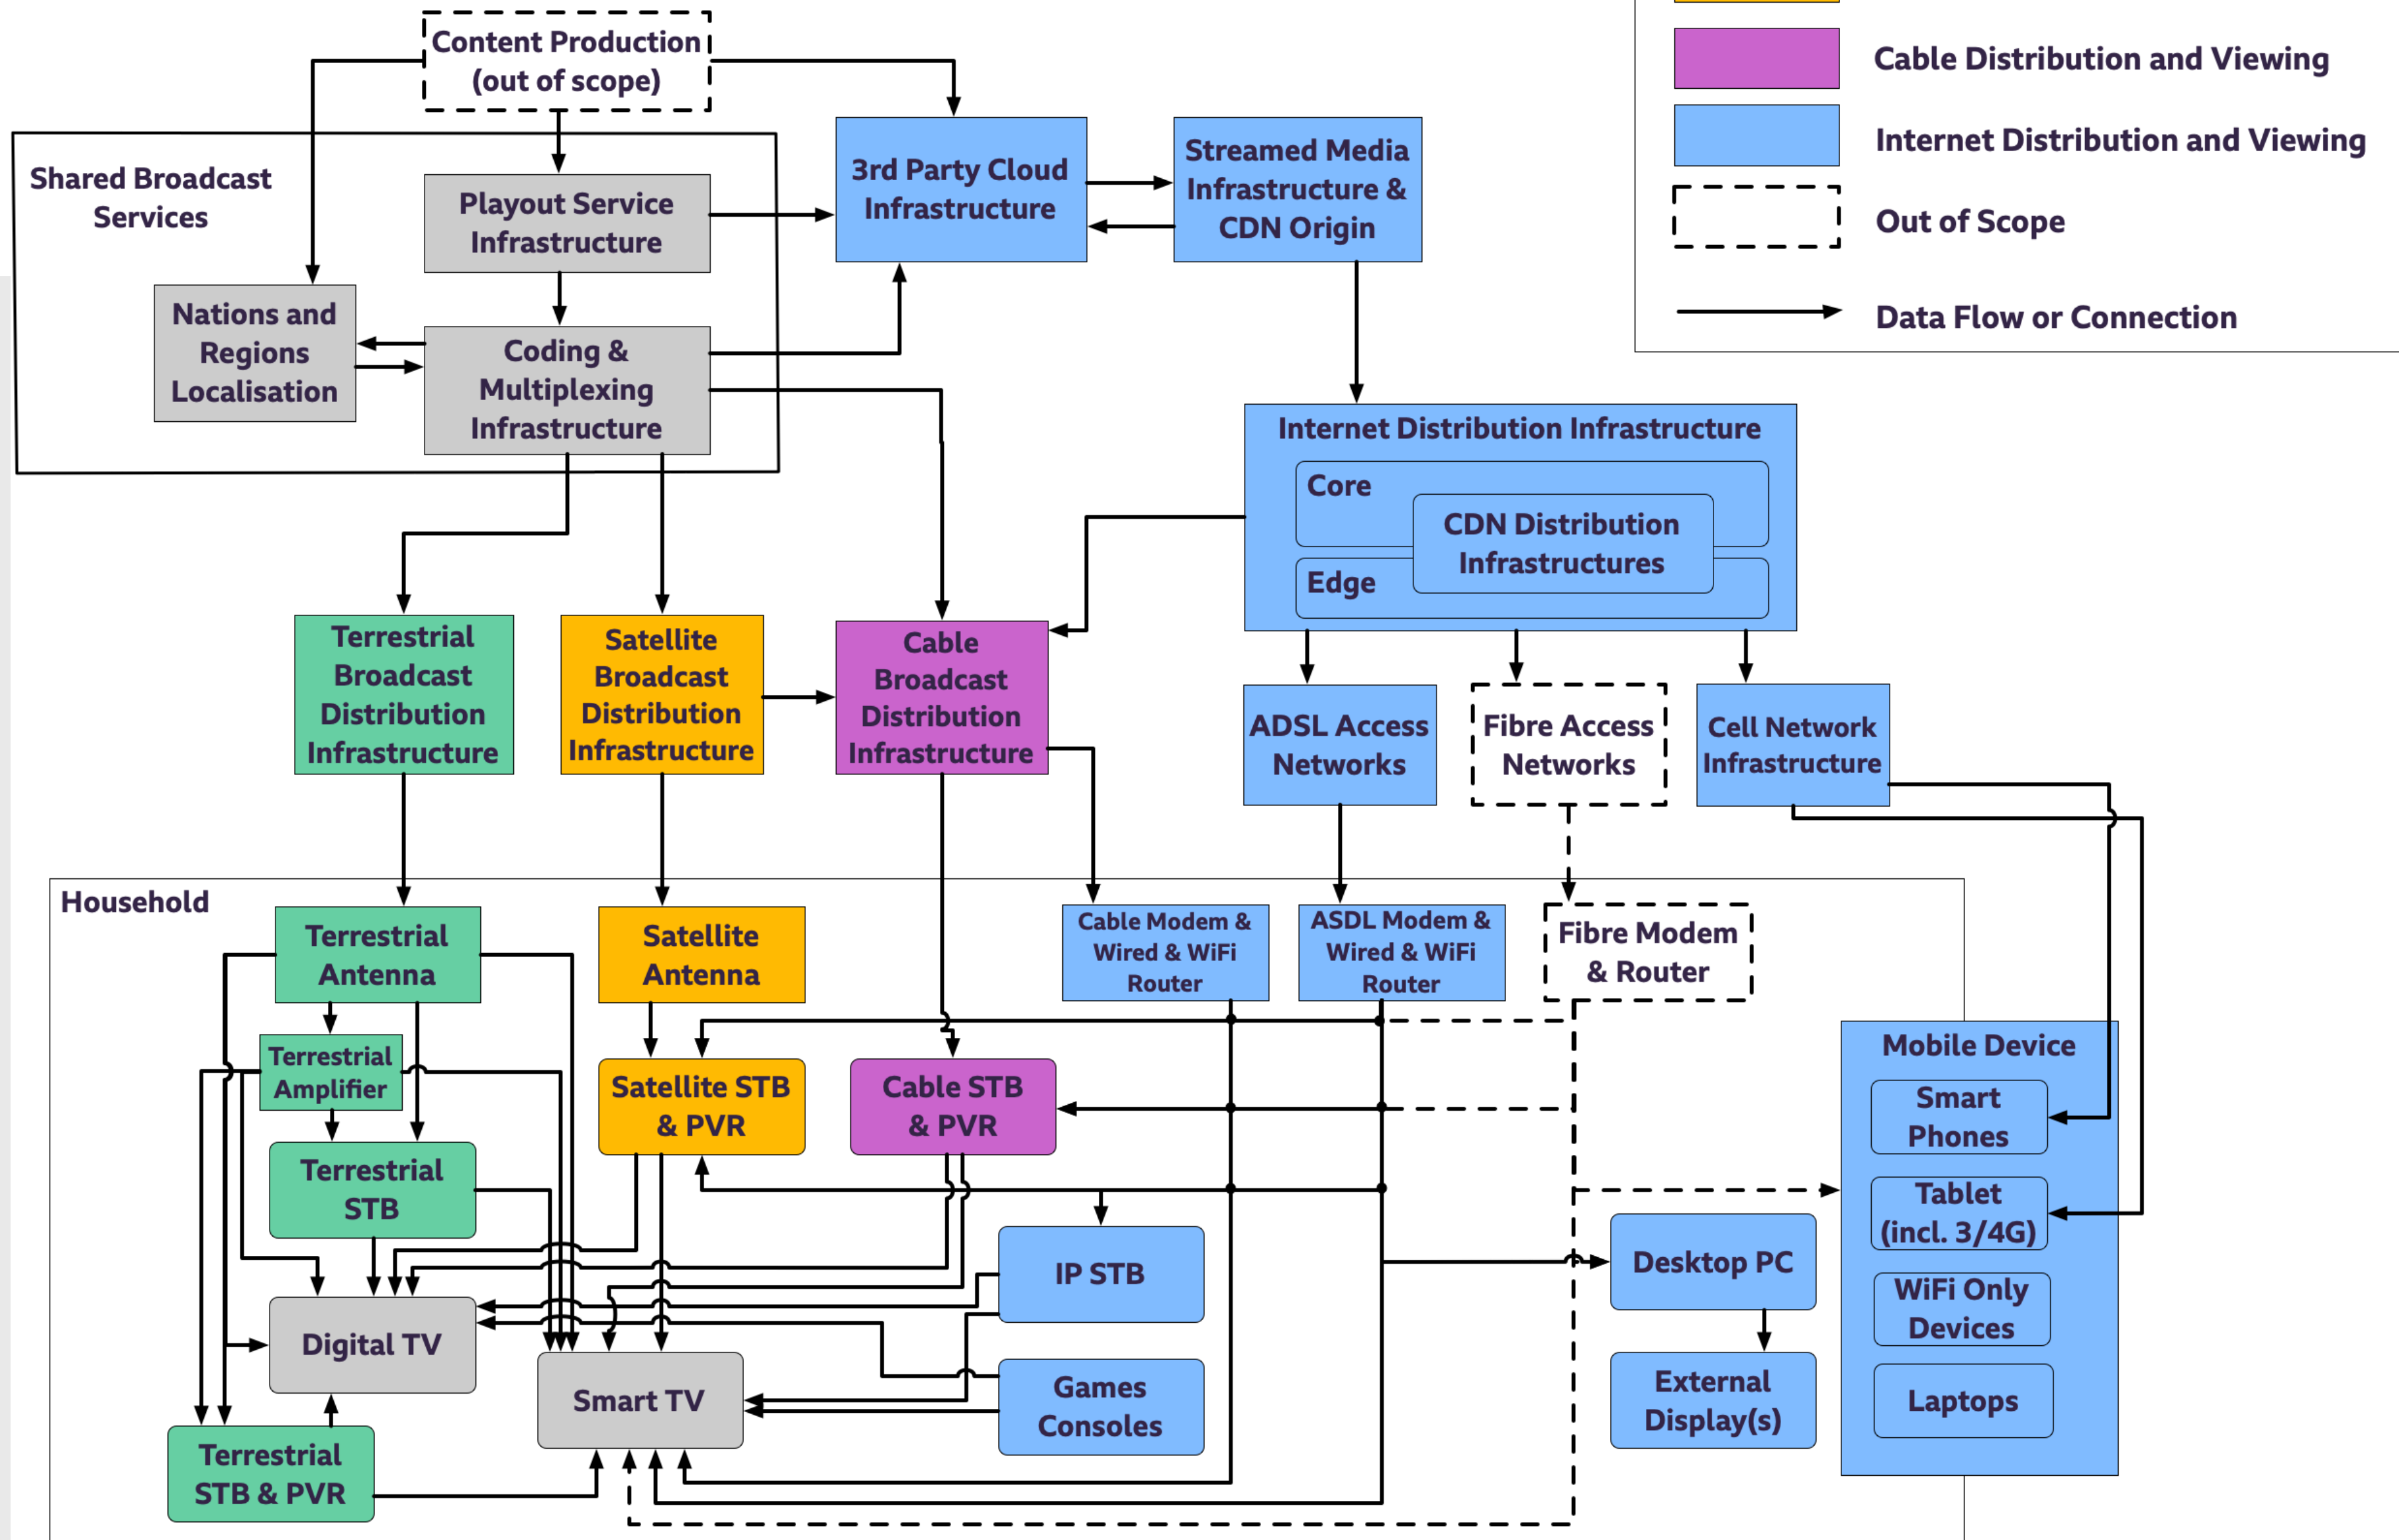 Content Production
(out of scope)
Cable Distribution and Viewing
Internet Distribution and Viewing
Out of Scope
Data Flow or Connection
Shared Broadcast
Services
Playout Service
Infrastructure
3rd Party Cloud
Infrastructure
Streamed Media
Infrastructure &
CDN Origin
Nations and
Regions
Localisation
Coding &
Multiplexing
Infrastructure
Internet Distribution Infrastructure
Core
CDN Distribution
Infrastructures
Edge
Terrestrial
Broadcast
Distribution
Infrastructure
Satellite
Broadcast
Distribution
Infrastructure
Cable
Broadcast
Distribution
Infrastructure
ADSL Access
Networks
Fibre Access
Networks
Cell Network
Infrastructure
Household
Terrestrial
Antenna
Satellite
Antenna
Cable Modem &
Wired & WiFi
Router
ASDL Modem &
Wired & WiFi
Router
Fibre Modem
& Router
Terrestrial
Amplifier
Satellite STB
& PVR
Cable STB
& PVR
Mobile Device
Smart
Phones
Tablet
(incl. 3/4G)
WiFi Only
Devices
Laptops
Terrestrial
STB
IP STB
Desktop PC
Digital TV
Smart TV
Games
Consoles
External
Display(s)
Terrestrial
STB & PVR